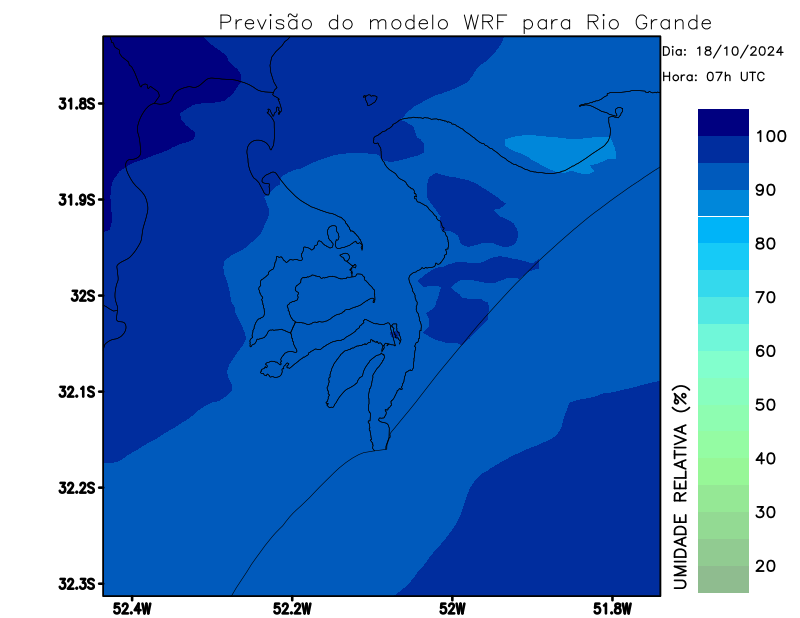 Previsão do modelo WRF para Rio Grande
Dia: 18/10/2024
Hora: 07h UTC
31.8S
31.9S
32S
32.1S
32.2S
32.3S
52.4W
52.2W
52W
51.8W
100
90
80
70
60
50
40
30
20
UMIDADE RELATIVA (%)